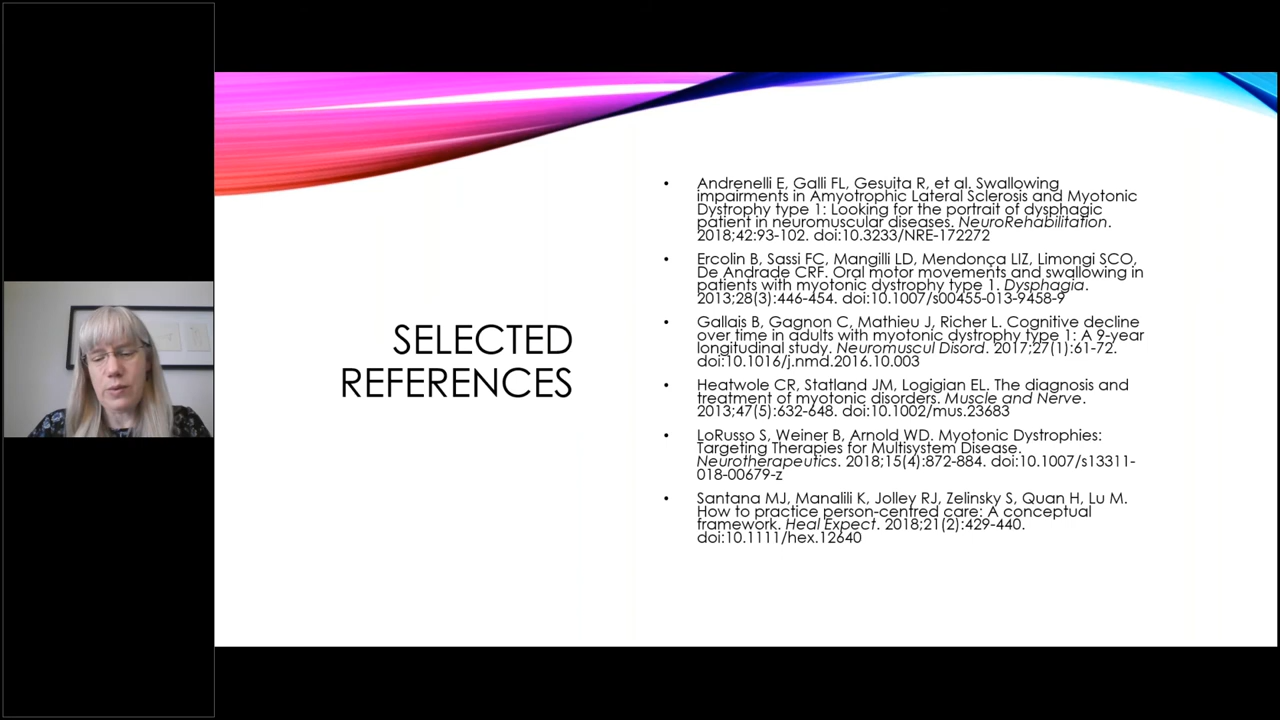 SELECTED
REFERENCES
• Andrenelli E, Galli FL, Gesuita R, et al. Swallowing
impairments in Amyotrophic Lateral Sclerosis and Myotonic
Dystrophy type 1: Looking for the portrait of dysphagic
patient in neuromuscular diseases. NeuroRehabilitation.
2018;42:93-102. doi:10.3233/NRE-172272
• Ercolin B, Sassi FC, Mangilli LD, Mendonça LIZ, Limongi SCO,
De Andrade CRF. Oral motor movements and swallowing in
patients with myotonic dystrophy type 1. Dysphagia.
2013;28(3):446-454. doi:10.1007/s00455-013-9458-9
• Gallais B, Gagnon C, Mathieu J, Richer L. Cognitive decline
over time in adults with myotonic dystrophy type 1: A 9-year
longitudinal study. Neuromuscul Disord. 2017;27(1):61-72.
doi:10.1016/j.nmd.2016.10.003
• Heatwole CR, Statland JM, Logigian EL. The diagnosis and
treatment of myotonic disorders. Muscle and Nerve.
2013;47(5):632-648. doi:10.1002/mus.23683
• LoRusso S, Weiner B, Arnold WD. Myotonic Dystrophies:
Targeting Therapies for Multisystem Disease.
Neurotherapeutics. 2018;15(4):872-884. doi:10.1007/s13311-
018-00679-z
• Santana MJ, Manalili K, Jolley RJ, Zelinsky S, Quan H, Lu M.
How to practice person-centred care: A conceptual
framework. Heal Expect. 2018;21(2):429-440.
doi:10.1111/hex.12640